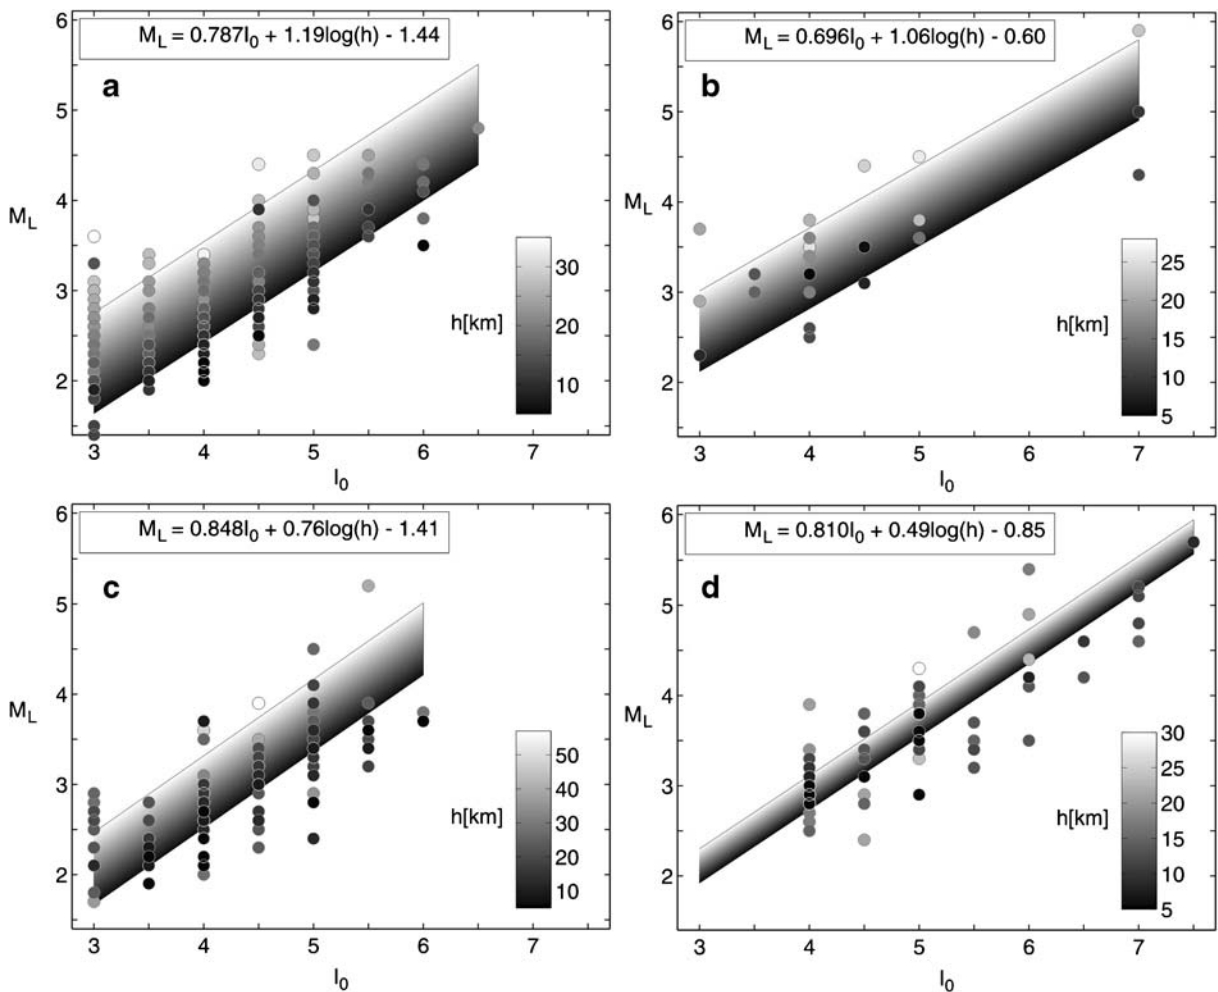 M_L = 0.787I_0 + 1.19log(h) - 1.44
a
6
5
4
3
2
M_L
h[km]
30
20
10
3 4 5 6 7
I_0
M_L = 0.696I_0 + 1.06log(h) - 0.60
b
6
5
4
3
2
M_L
h[km]
25
20
15
10
5
3 4 5 6 7
I_0
M_L = 0.848I_0 + 0.76log(h) - 1.41
c
6
5
4
3
2
M_L
h[km]
50
40
30
20
10
3 4 5 6 7
I_0
M_L = 0.810I_0 + 0.49log(h) - 0.85
d
6
5
4
3
2
M_L
h[km]
30
25
20
15
10
5
3 4 5 6 7
I_0